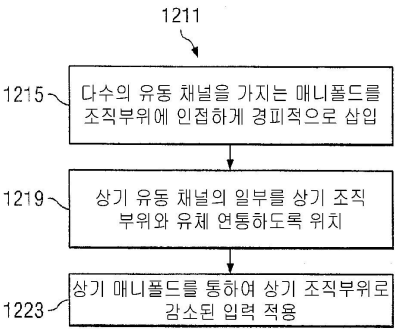 1211
1215
다수의 유동 채널을 가지는 매니폴드를
조직부위에 인접하게 경피적으로 삽입
1219
상기 유동 채널의 일부를 상기 조직
부위와 유체 연통하도록 위치
1223
상기 매니폴드를 통하여 상기 조직부위로
감소된 입력 적용